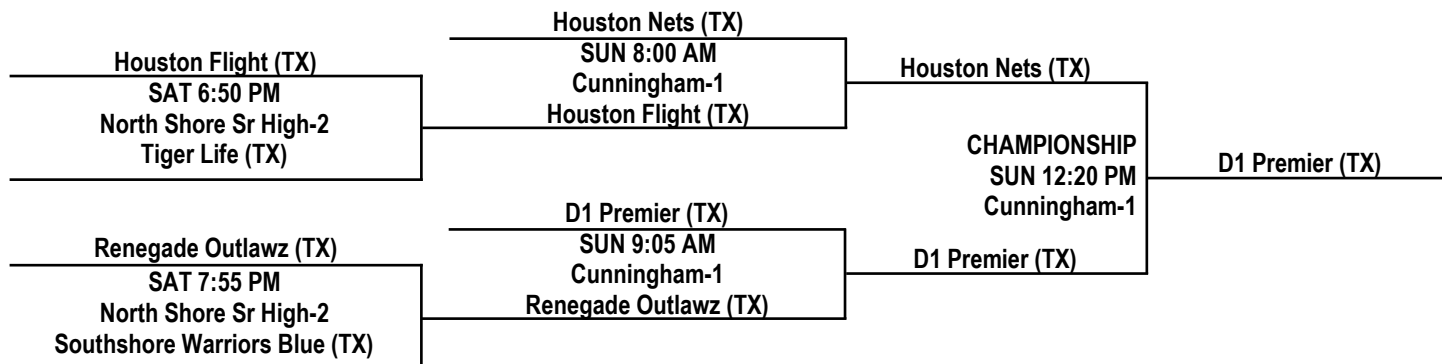 Houston Nets (TX)
Houston Flight (TX)
SUN 8:00 AM
Cunningham-1
Houston Nets (TX)
SAT 6:50 PM
North Shore Sr High-2
Houston Flight (TX)
Tiger Life (TX)
CHAMPIONSHIP
SUN 12:20 PM
Cunningham-1
D1 Premier (TX)
D1 Premier (TX)
Renegade Outlawz (TX)
SUN 9:05 AM
Cunningham-1
D1 Premier (TX)
SAT 7:55 PM
North Shore Sr High-2
Renegade Outlawz (TX)
Southshore Warriors Blue (TX)